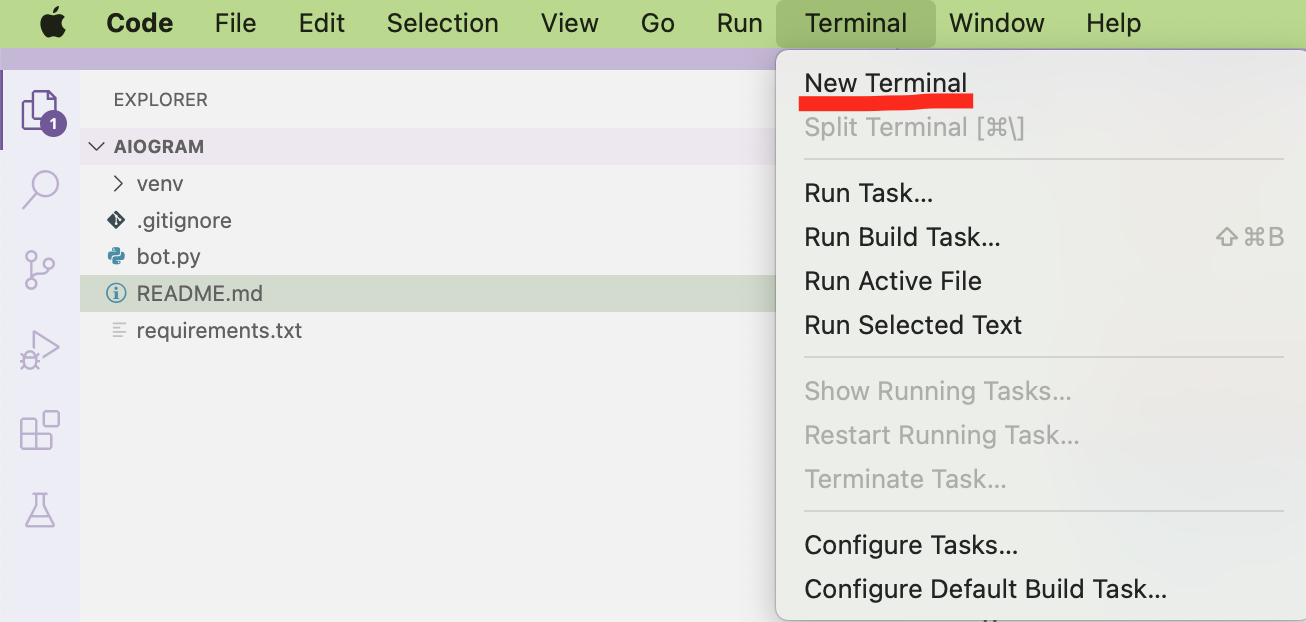 Code File Edit Selection View Go Run Terminal Window Help
EXPLORER
1
AIOGRAM
venv
.gitignore
bot.py
README.md
requirements.txt
New Terminal
Split Terminal [⌘\]
Run Task...
Run Build Task... ⇧⌘B
Run Active File
Run Selected Text
Show Running Tasks...
Restart Running Task...
Terminate Task...
Configure Tasks...
Configure Default Build Task...